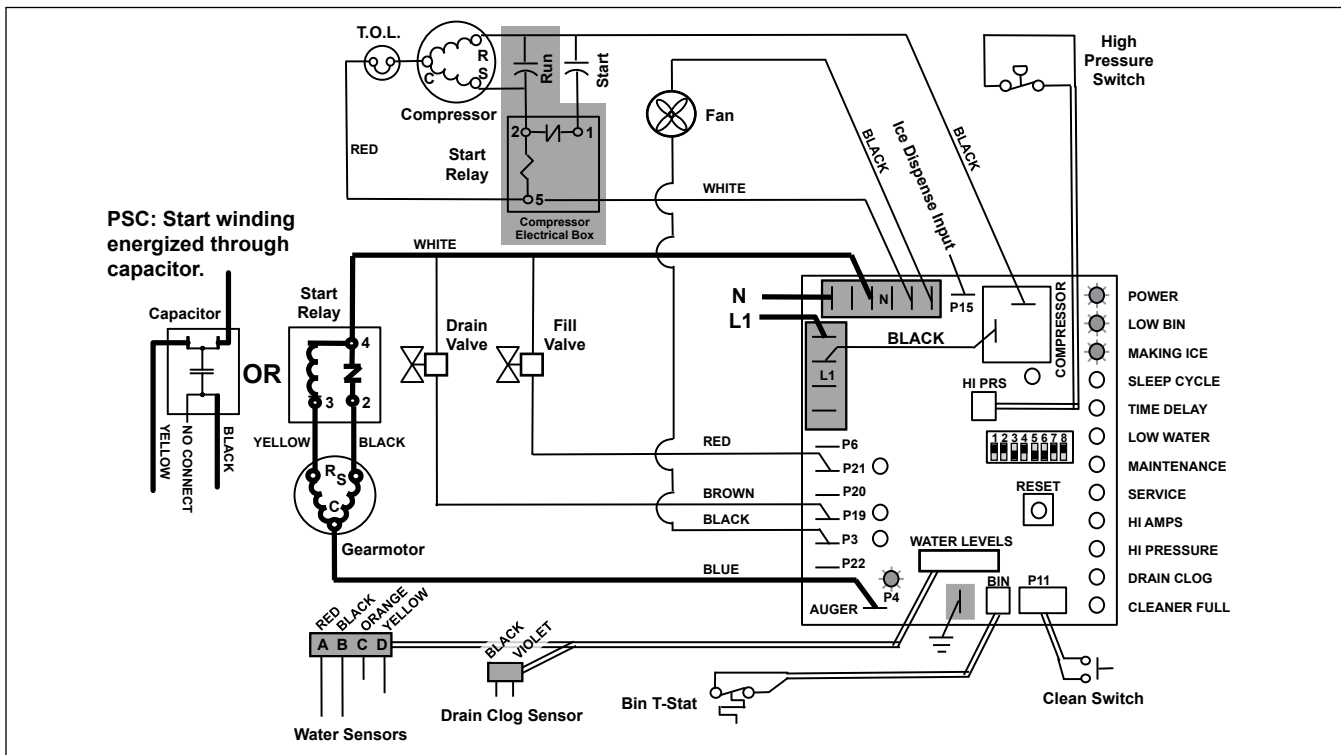 T.O.L.
R
S
C
Compressor
Run
Start
2
1
5
Start
Relay
Compressor
Electrical Box
RED
WHITE
Fan
BLACK
Ice Dispense Input
BLACK
High
Pressure
Switch
PSC: Start winding
energized through
capacitor.
Capacitor
YELLOW
NO CONNECT
BLACK
OR
WHITE
Start
Relay
4
3
2
YELLOW
BLACK
R
S
C
Gearmotor
Drain
Valve
Fill
Valve
RED
BROWN
BLACK
BLUE
N
L1
N
L1
BLACK
P15
COMPRESSOR
HI PRS
1 2 3 4 5 6 7 8
RESET
P6
P21
P20
P19
P3
P22
P4
AUGER
WATER LEVELS
BIN
P11
POWER
LOW BIN
MAKING ICE
SLEEP CYCLE
TIME DELAY
LOW WATER
MAINTENANCE
SERVICE
HI AMPS
HI PRESSURE
DRAIN CLOG
CLEANER FULL
RED
BLACK
ORANGE
YELLOW
A B C D
Water Sensors
BLACK
VIOLET
Drain Clog Sensor
Bin T-Stat
Clean Switch